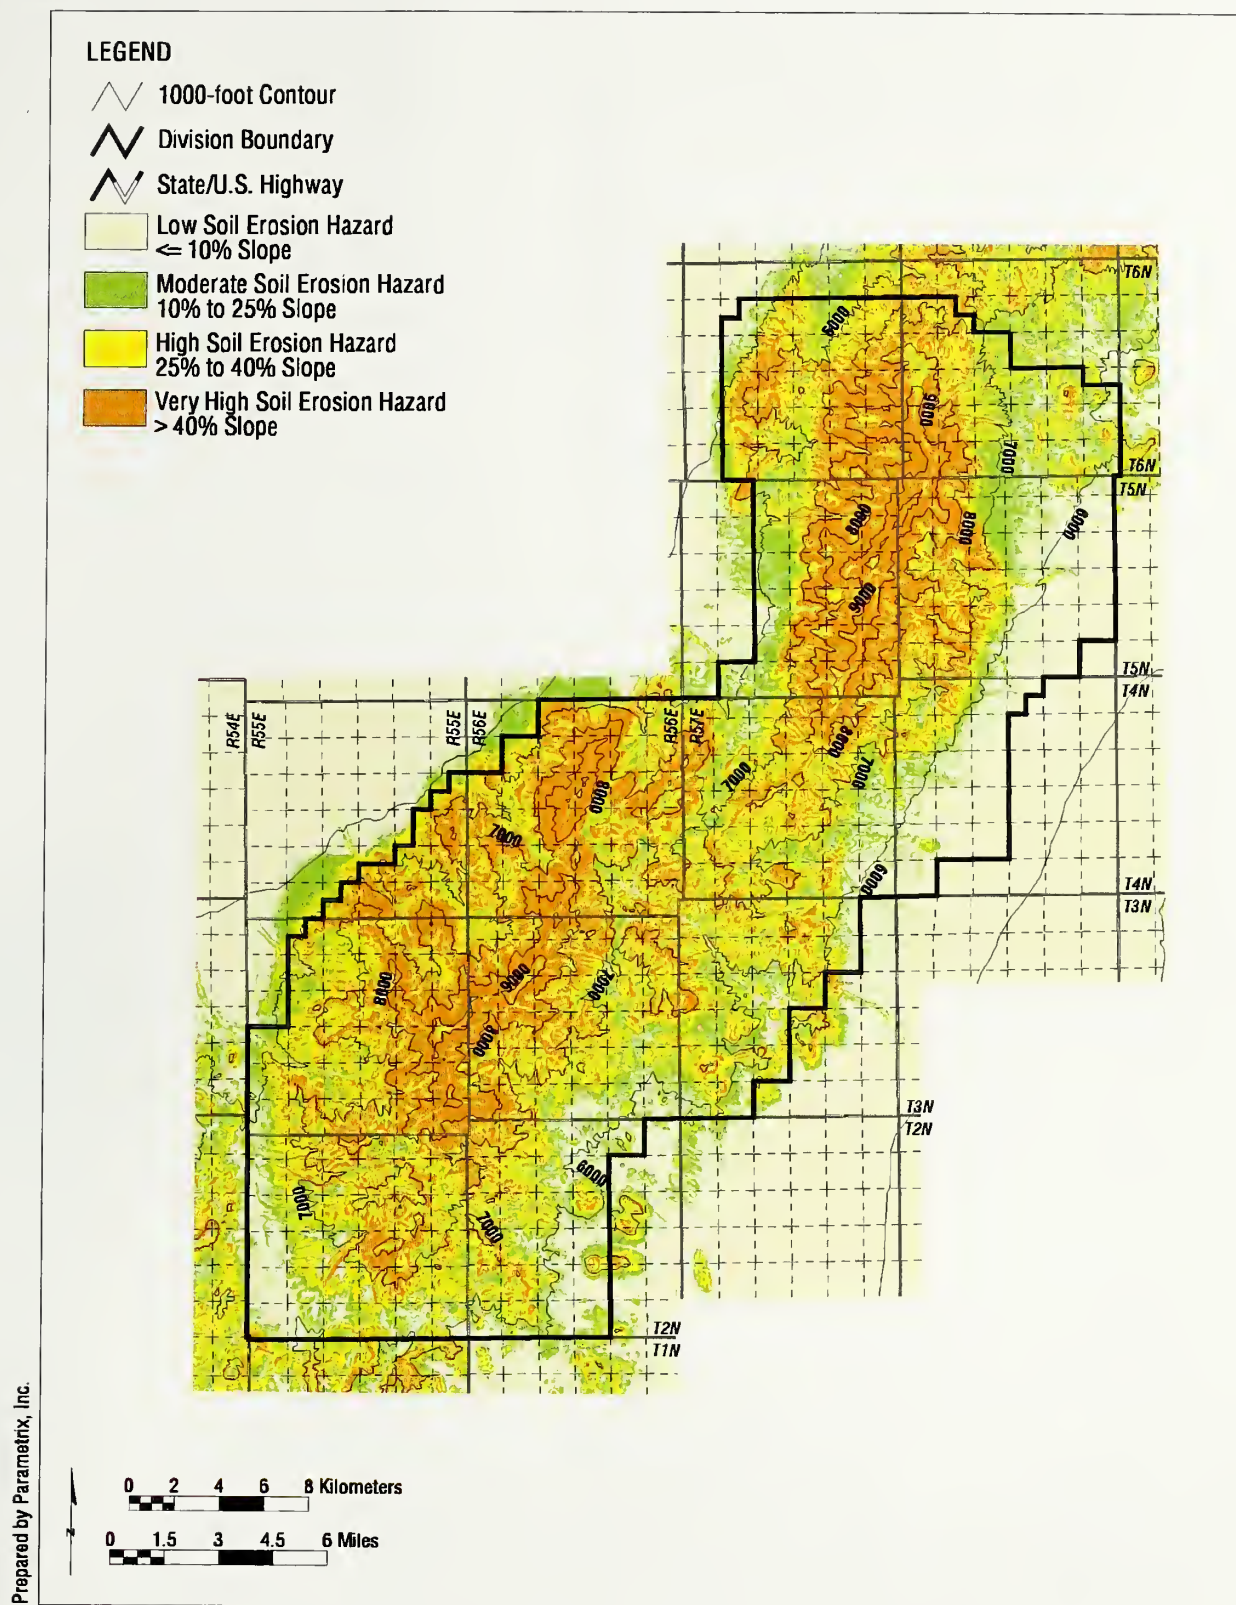 LEGEND
1000-foot Contour
Division Boundary
State/U.S. Highway
Low Soil Erosion Hazard
<= 10% Slope
Moderate Soil Erosion Hazard
10% to 25% Slope
High Soil Erosion Hazard
25% to 40% Slope
Very High Soil Erosion Hazard
> 40% Slope
T6N
6000
9800
7000
T6N
T5N
8000
8000
6000
9000
T5N
T4N
R54E
R55E
R55E
R56E
R56E
R57E
8000
7000
7000
8000
7000
6000
T4N
T3N
8000
9000
7000
8000
T3N
T2N
6000
7000
7000
T2N
T1N
Prepared by Parametrix, Inc.
N
0 2 4 6 8 Kilometers
0 1.5 3 4.5 6 Miles